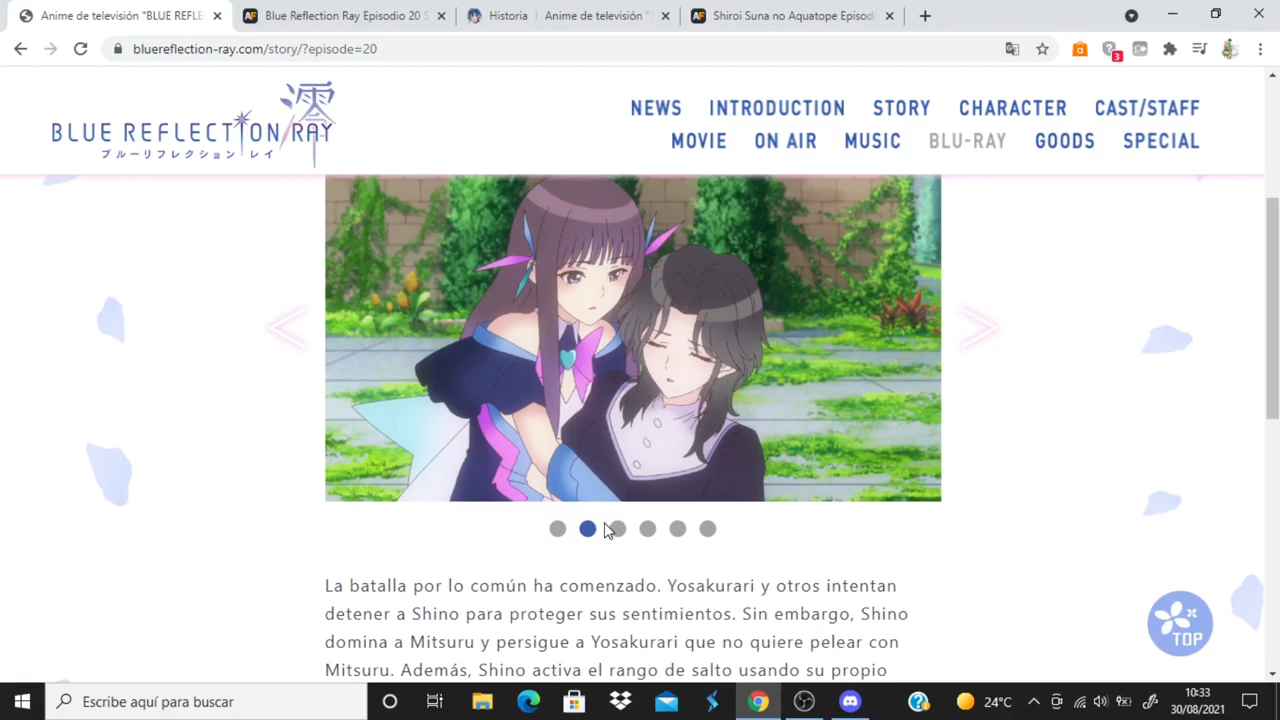 Anime de televisión "BLUE REFLE
Blue Reflection Ray Episodio 20 S
Historia | Anime de televisión "
Shiroi Suna no Aquatope Episod
bluereflection-ray.com/story/?episode=20
3
澪
BLUE REFLECTION RAY
ブルーリフレクション レイ
NEWS INTRODUCTION STORY CHARACTER CAST/STAFF
MOVIE ON AIR MUSIC BLU-RAY GOODS SPECIAL
La batalla por lo común ha comenzado. Yosakurari y otros intentan
detener a Shino para proteger sus sentimientos. Sin embargo, Shino
domina a Mitsuru y persigue a Yosakurari que no quiere pelear con
Mitsuru. Además, Shino activa el rango de salto usando su propio
TOP
Escribe aquí para buscar
24°C
10:33
30/08/2021